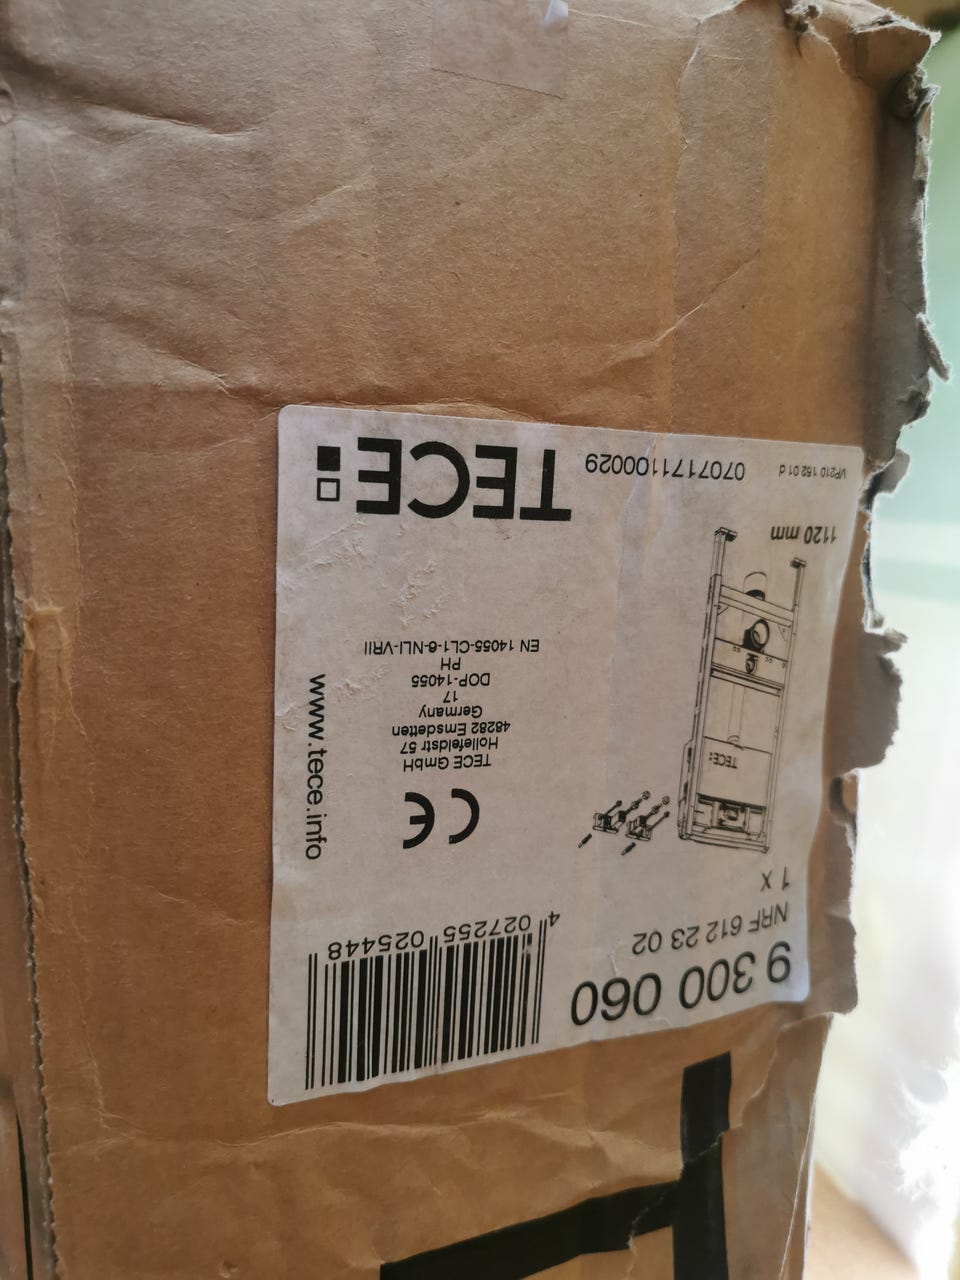 9 300 060
NRF 612 23 02
1 x
4 027255 025448
TECE:
1120 mm
CE
TECE GmbH
Hollefeldstr 57
48282 Emsdetten
Germany
17
DOP-14055
PH
EN 14055-CL1-6-NLI-VRII
www.tece.info
VP210 152 01 d
0707171100029
TECE: